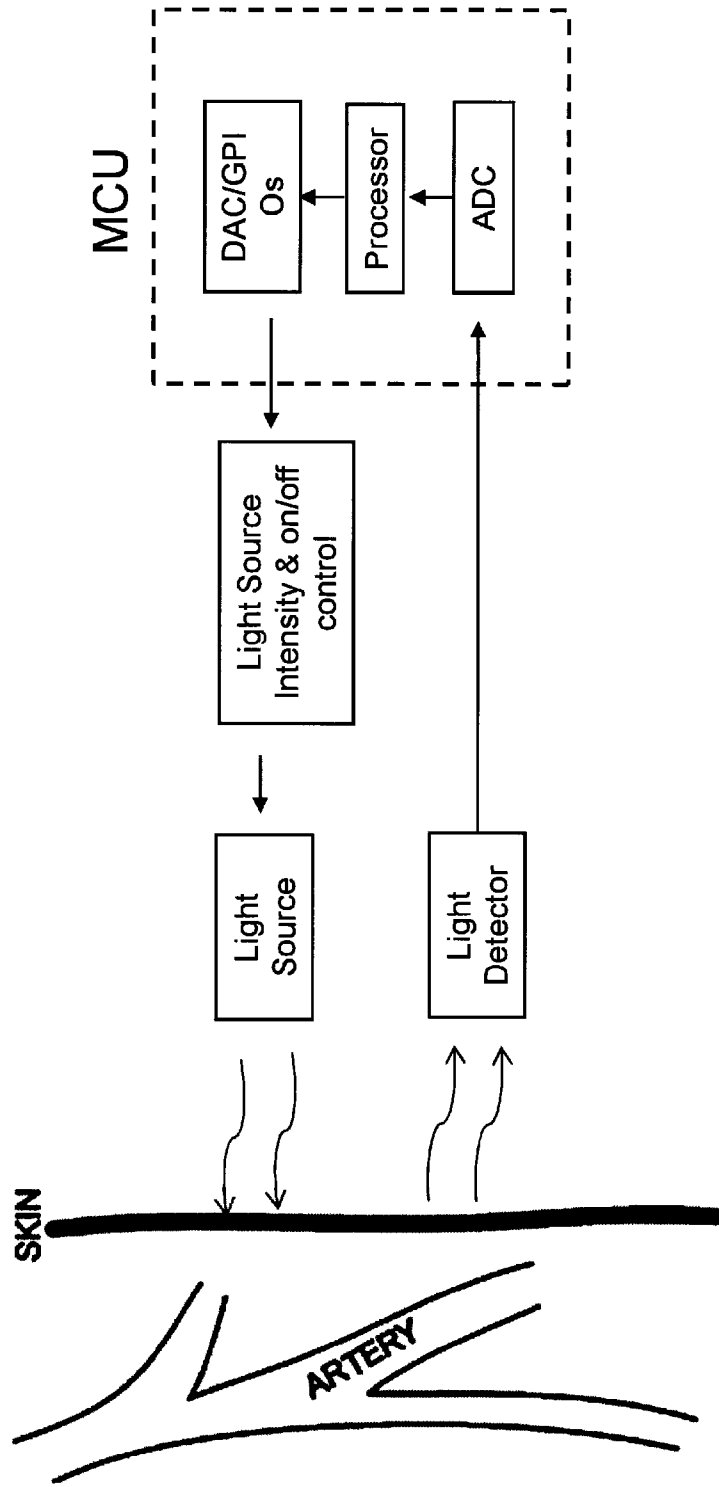 SKIN
ARTERY
Light
Source
Light Source
Intensity & on/off
control
MCU
DAC/GPI
Os
Processor
ADC
Light
Detector